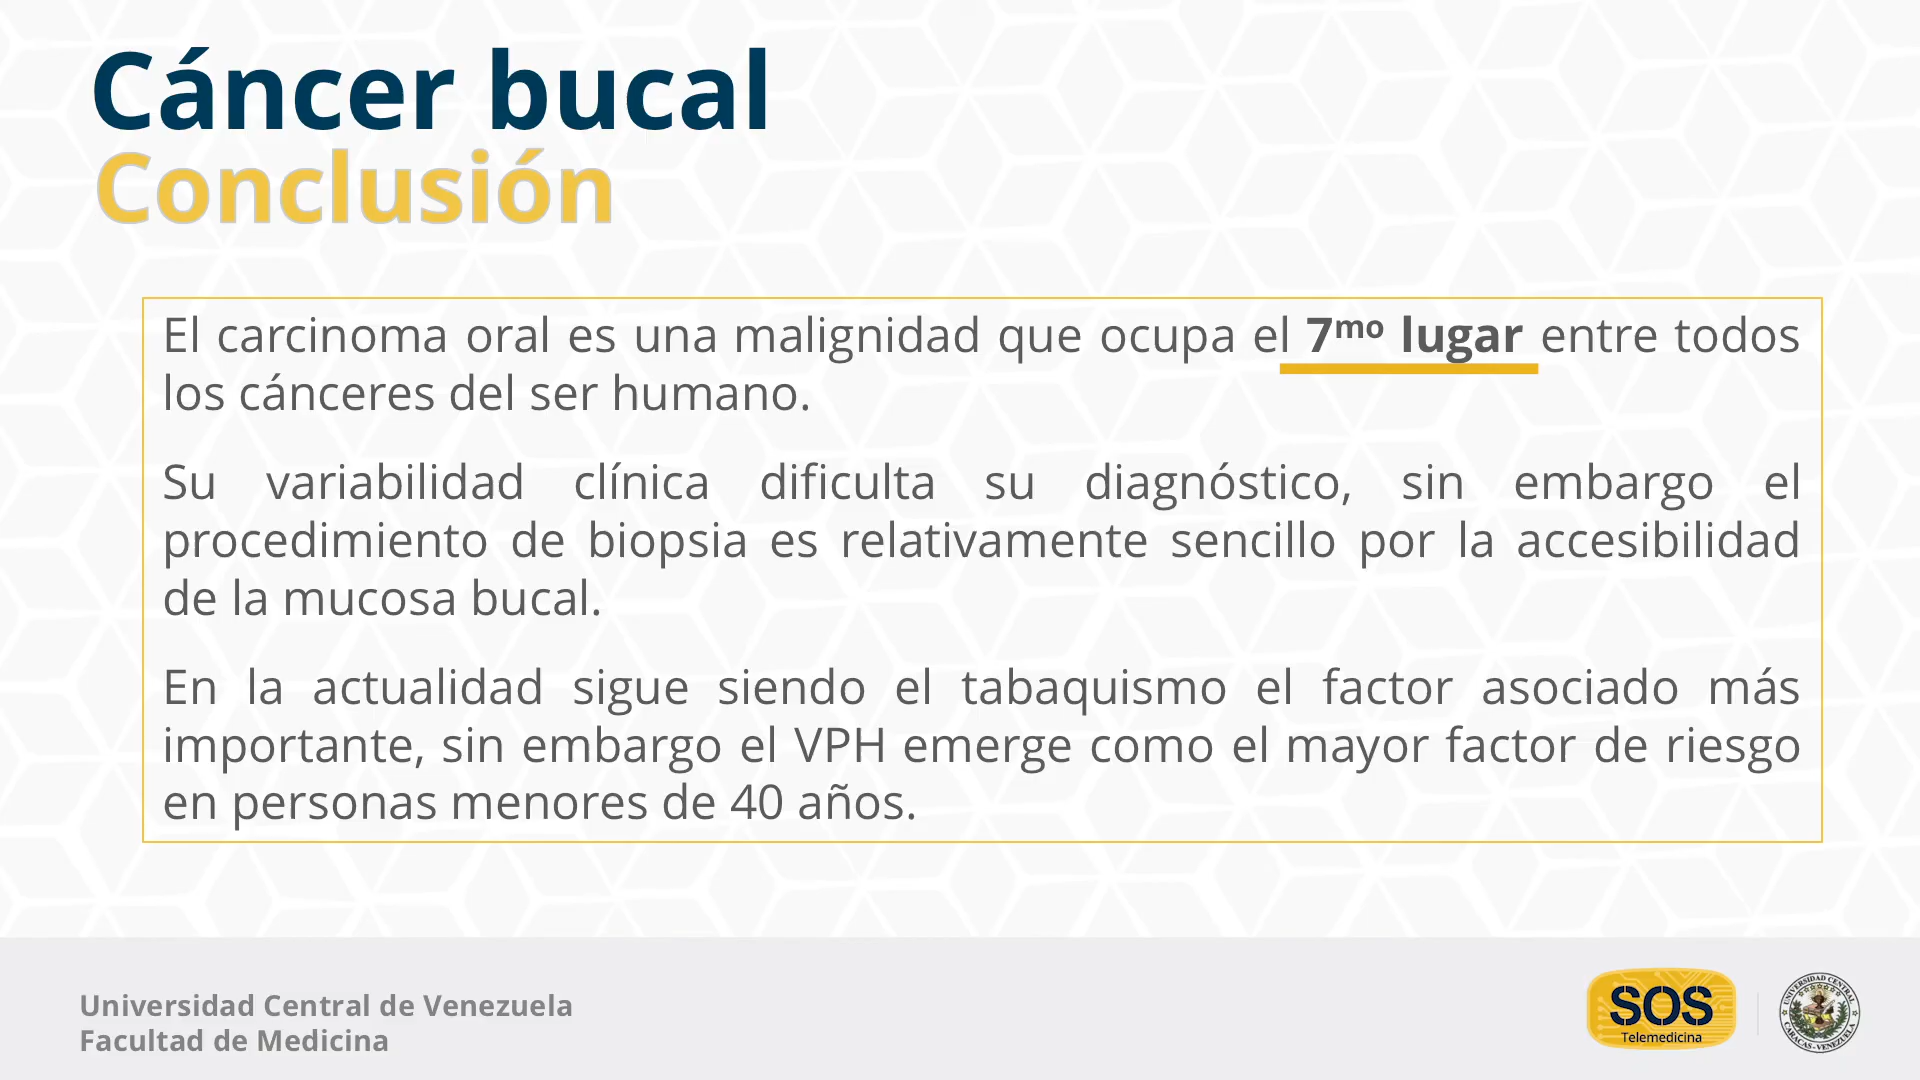 Cáncer bucal
Conclusión
El carcinoma oral es una malignidad que ocupa el 7mo lugar entre todos
los cánceres del ser humano.
Su variabilidad clínica dificulta su diagnóstico, sin embargo el
procedimiento de biopsia es relativamente sencillo por la accesibilidad
de la mucosa bucal.
En la actualidad sigue siendo el tabaquismo el factor asociado más
importante, sin embargo el VPH emerge como el mayor factor de riesgo
en personas menores de 40 años.
Universidad Central de Venezuela
Facultad de Medicina
SOS
Telemedicina
UNIVERSIDAD CENTRAL
CARACAS-VENEZUELA